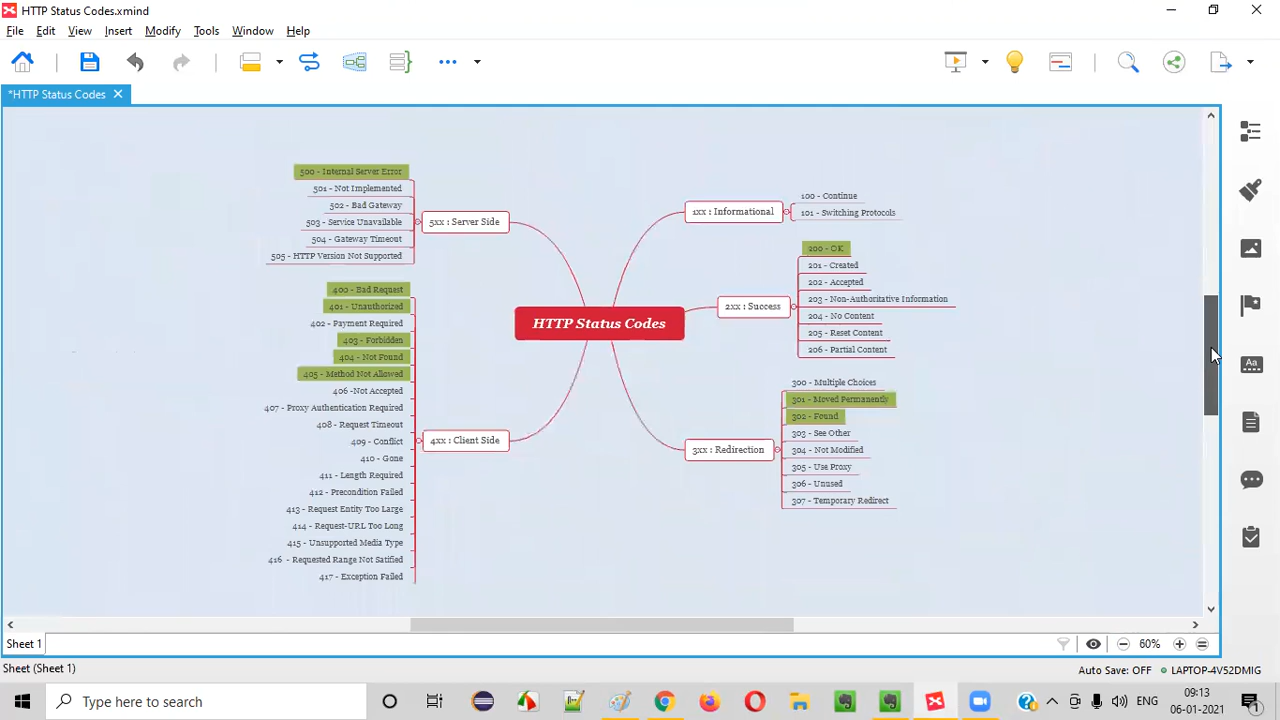 HTTP Status Codes.xmind
File Edit View Insert Modify Tools Window Help
*HTTP Status Codes
500 - Internal Server Error
501 - Not Implemented
502 - Bad Gateway
503 - Service Unavailable
504 - Gateway Timeout
505 - HTTP Version Not Supported
5xx : Server Side
400 - Bad Request
401 - Unauthorized
402 - Payment Required
403 - Forbidden
404 - Not Found
405 - Method Not Allowed
406 -Not Accepted
407 - Proxy Authentication Required
408 - Request Timeout
409 - Conflict
410 - Gone
411 - Length Required
412 - Precondition Failed
413 - Request Entity Too Large
414 - Request-URL Too Long
415 - Unsupported Media Type
416 - Requested Range Not Satified
417 - Exception Failed
4xx : Client Side
HTTP Status Codes
1xx : Informational
100 - Continue
101 - Switching Protocols
2xx : Success
200 - OK
201 - Created
202 - Accepted
203 - Non-Authoritative Information
204 - No Content
205 - Reset Content
206 - Partial Content
3xx : Redirection
300 - Multiple Choices
301 - Moved Permanently
302 - Found
303 - See Other
304 - Not Modified
305 - Use Proxy
306 - Unused
307 - Temporary Redirect
Aa
Sheet 1
60%
Sheet (Sheet 1)
Auto Save: OFF
LAPTOP-4V52DMIG
Type here to search
ENG
09:13
06-01-2021